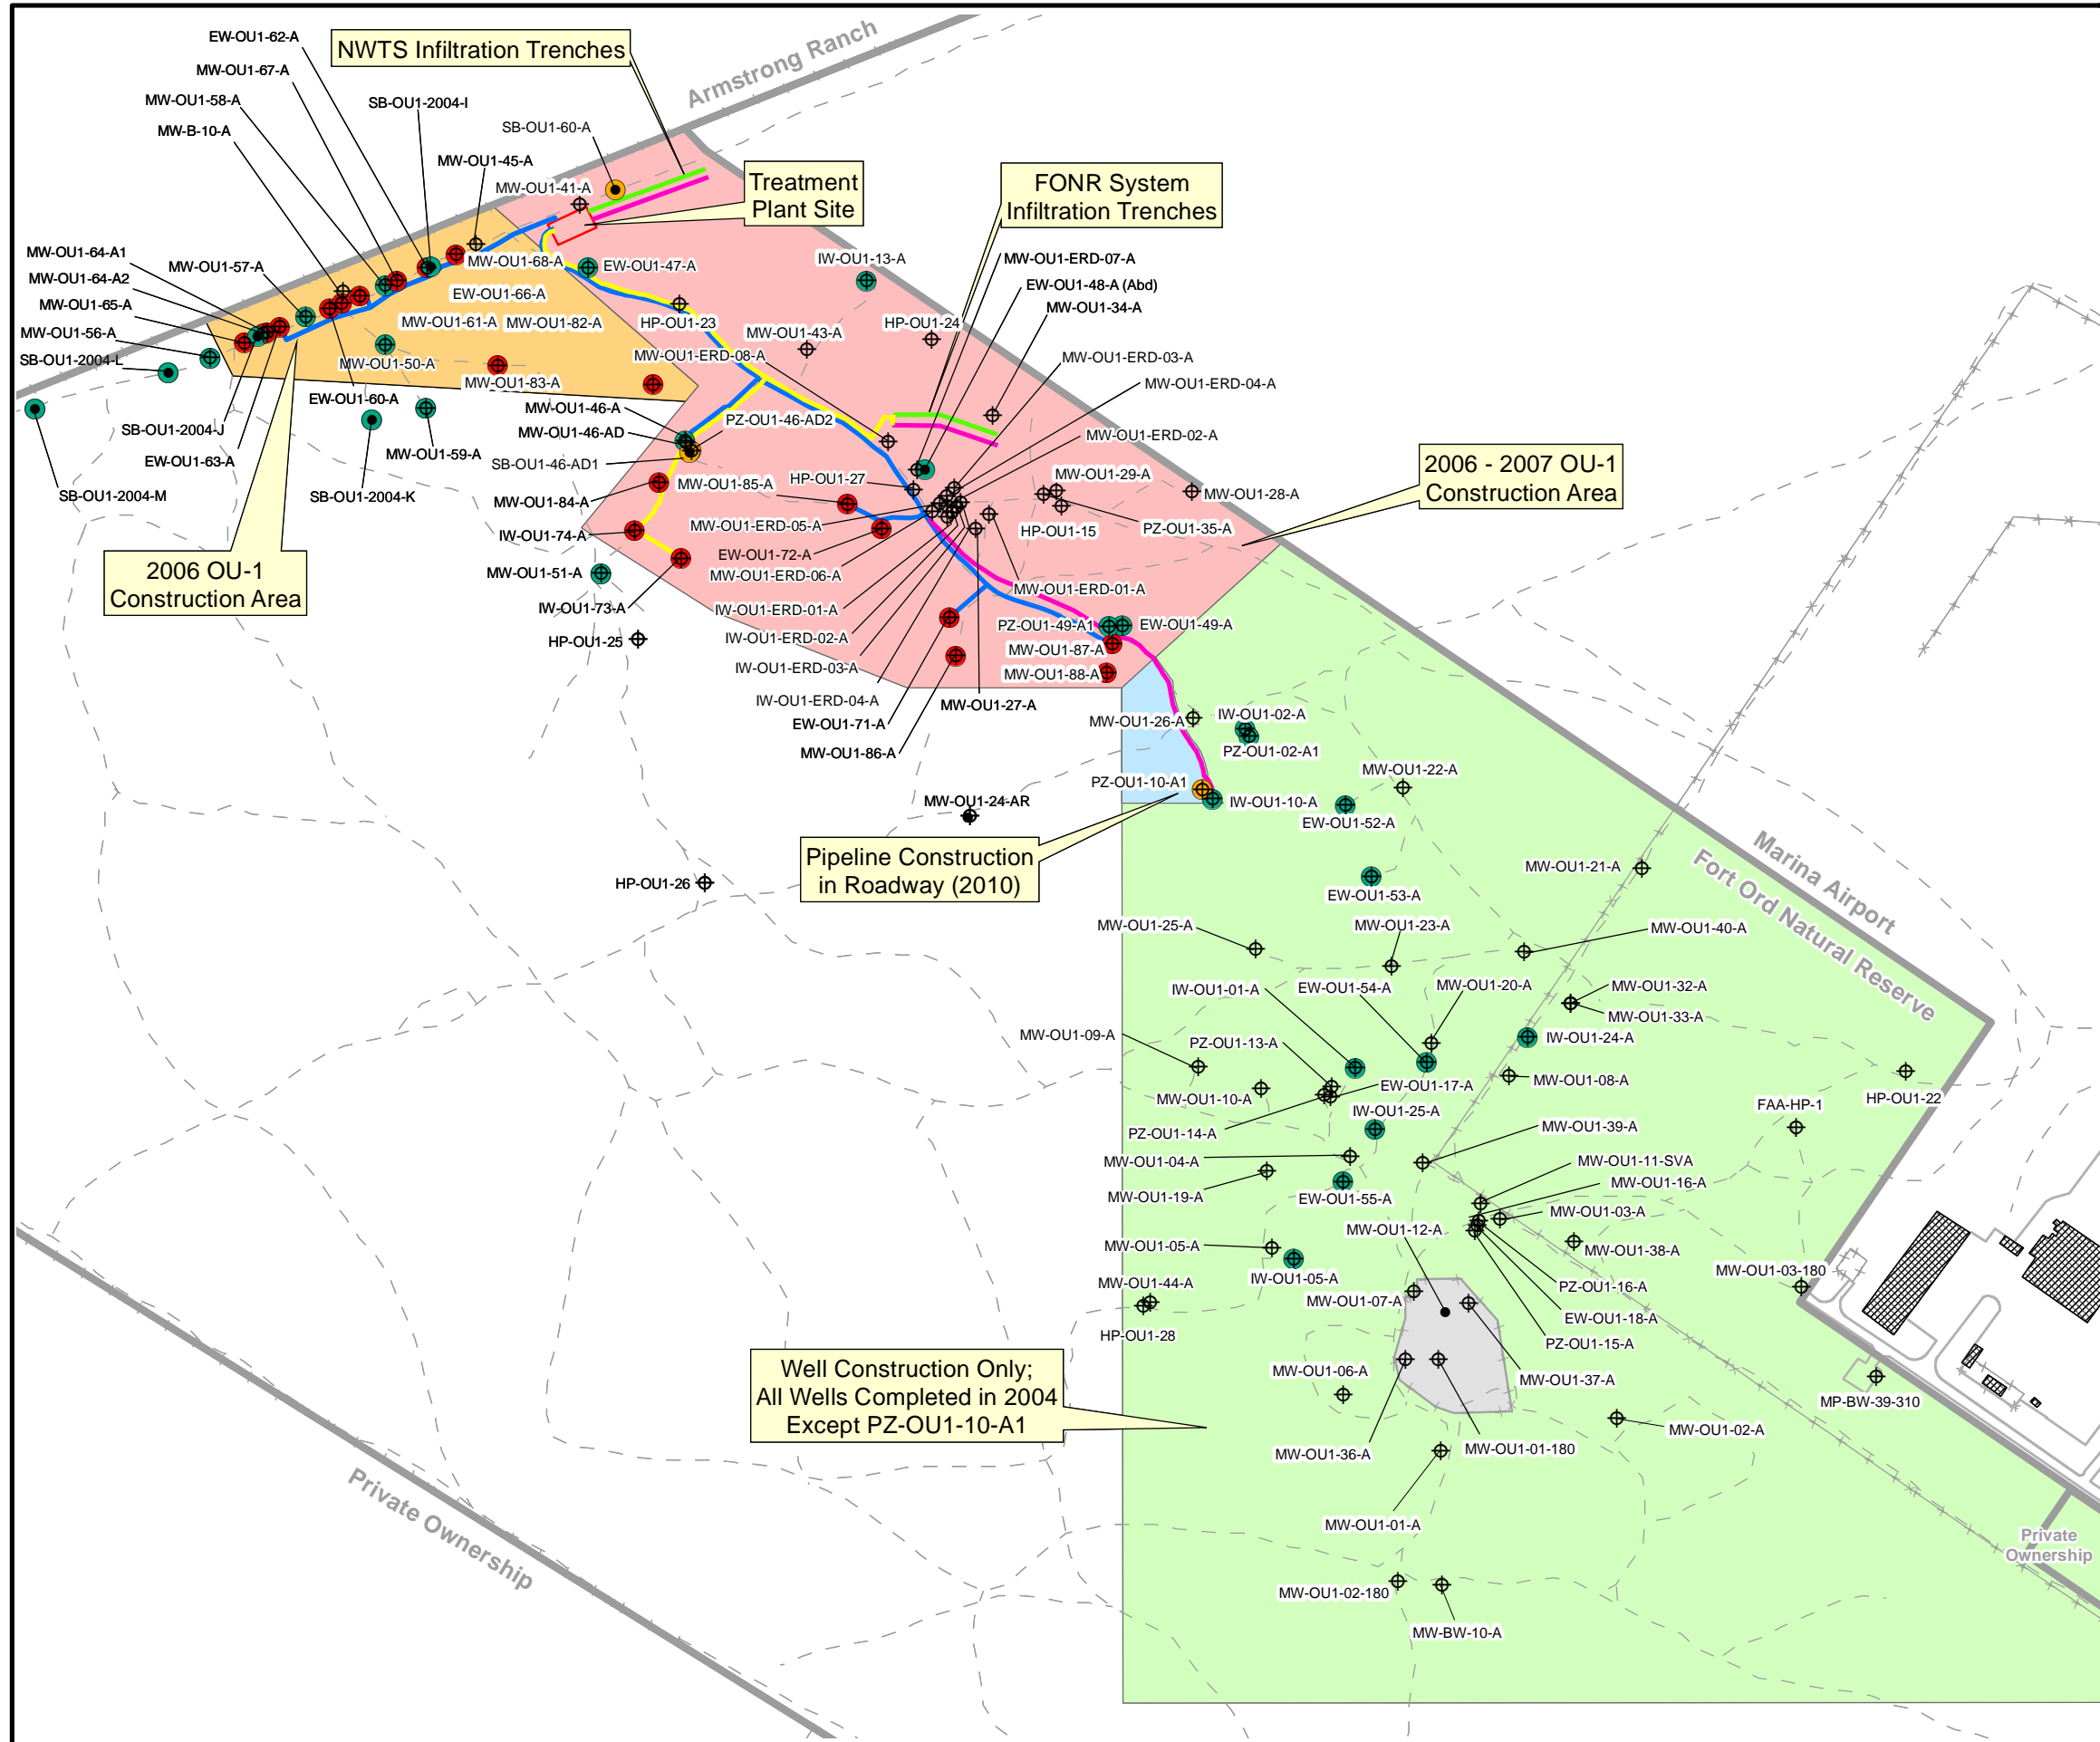 EW-OU1-62-A
NWTS Infiltration Trenches
Armstrong Ranch
MW-OU1-67-A
MW-OU1-58-A
SB-OU1-2004-I
MW-B-10-A
SB-OU1-60-A
MW-OU1-45-A
MW-OU1-41-A
Treatment
Plant Site
FONR System
Infiltration Trenches
MW-OU1-64-A1
MW-OU1-57-A
MW-OU1-64-A2
MW-OU1-65-A
MW-OU1-56-A
SB-OU1-2004-L
MW-OU1-68-A
EW-OU1-47-A
IW-OU1-13-A
MW-OU1-ERD-07-A
EW-OU1-48-A (Abd)
MW-OU1-34-A
EW-OU1-66-A
MW-OU1-61-A
MW-OU1-82-A
HP-OU1-23
MW-OU1-43-A
HP-OU1-24
MW-OU1-ERD-08-A
MW-OU1-ERD-03-A
MW-OU1-50-A
MW-OU1-83-A
MW-OU1-ERD-04-A
EW-OU1-60-A
MW-OU1-46-A
PZ-OU1-46-AD2
SB-OU1-2004-J
MW-OU1-46-AD
MW-OU1-ERD-02-A
EW-OU1-63-A
MW-OU1-59-A
SB-OU1-46-AD1
SB-OU1-2004-M
SB-OU1-2004-K
MW-OU1-84-A
MW-OU1-85-A
HP-OU1-27
MW-OU1-29-A
MW-OU1-28-A
2006 - 2007 OU-1
Construction Area
MW-OU1-ERD-05-A
HP-OU1-15
PZ-OU1-35-A
IW-OU1-74-A
EW-OU1-72-A
MW-OU1-51-A
MW-OU1-ERD-06-A
2006 OU-1
Construction Area
MW-OU1-ERD-01-A
IW-OU1-73-A
IW-OU1-ERD-01-A
HP-OU1-25
IW-OU1-ERD-02-A
PZ-OU1-49-A1
EW-OU1-49-A
MW-OU1-87-A
IW-OU1-ERD-03-A
MW-OU1-88-A
IW-OU1-ERD-04-A
MW-OU1-27-A
EW-OU1-71-A
MW-OU1-26-A
IW-OU1-02-A
MW-OU1-86-A
PZ-OU1-02-A1
MW-OU1-22-A
PZ-OU1-10-A1
IW-OU1-10-A
MW-OU1-24-AR
EW-OU1-52-A
Pipeline Construction
in Roadway (2010)
Marina Airport
Fort Ord Natural Reserve
HP-OU1-26
MW-OU1-21-A
EW-OU1-53-A
MW-OU1-25-A
MW-OU1-23-A
MW-OU1-40-A
IW-OU1-01-A
EW-OU1-54-A
MW-OU1-20-A
MW-OU1-32-A
MW-OU1-33-A
MW-OU1-09-A
PZ-OU1-13-A
IW-OU1-24-A
EW-OU1-17-A
MW-OU1-08-A
MW-OU1-10-A
HP-OU1-22
FAA-HP-1
IW-OU1-25-A
PZ-OU1-14-A
MW-OU1-39-A
MW-OU1-04-A
MW-OU1-11-SVA
MW-OU1-16-A
MW-OU1-19-A
EW-OU1-55-A
MW-OU1-03-A
MW-OU1-12-A
MW-OU1-05-A
MW-OU1-38-A
MW-OU1-03-180
IW-OU1-05-A
MW-OU1-44-A
PZ-OU1-16-A
MW-OU1-07-A
EW-OU1-18-A
HP-OU1-28
PZ-OU1-15-A
Well Construction Only;
All Wells Completed in 2004
Except PZ-OU1-10-A1
MW-OU1-06-A
MW-OU1-37-A
MP-BW-39-310
MW-OU1-02-A
MW-OU1-36-A
MW-OU1-01-180
MW-OU1-01-A
Private Ownership
Private
Ownership
MW-OU1-02-180
MW-BW-10-A